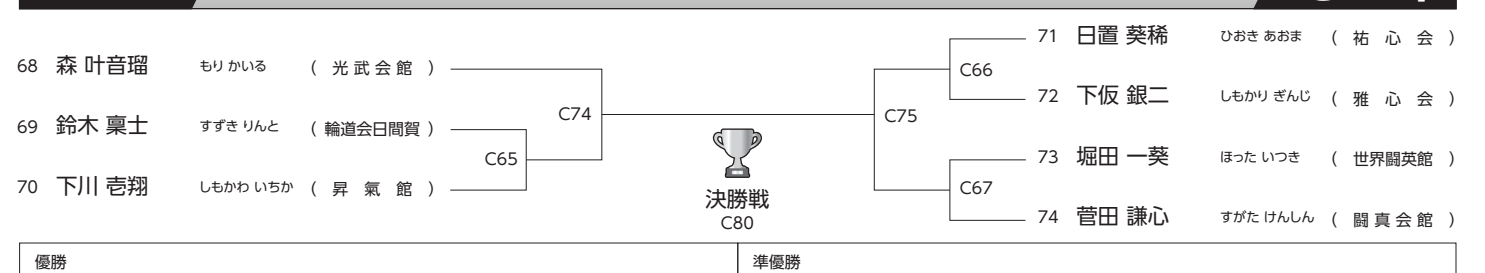 68 森 叶音瑠 もり かいる ( 光武会館 )
69 鈴木 稟士 すずき りんと ( 輪道会日間賀 )
70 下川 壱翔 しもかわ いちか ( 昇氣館 )
C65
C74
決勝戦
C80
C75
C66
C67
71 日置 葵稀 ひおき あおま ( 祐心会 )
72 下仮 銀二 しもかり ぎんじ ( 雅心会 )
73 堀田 一葵 ほった いつき ( 世界闘英館 )
74 菅田 謙心 すがた けんしん ( 闘真会館 )
優勝
準優勝